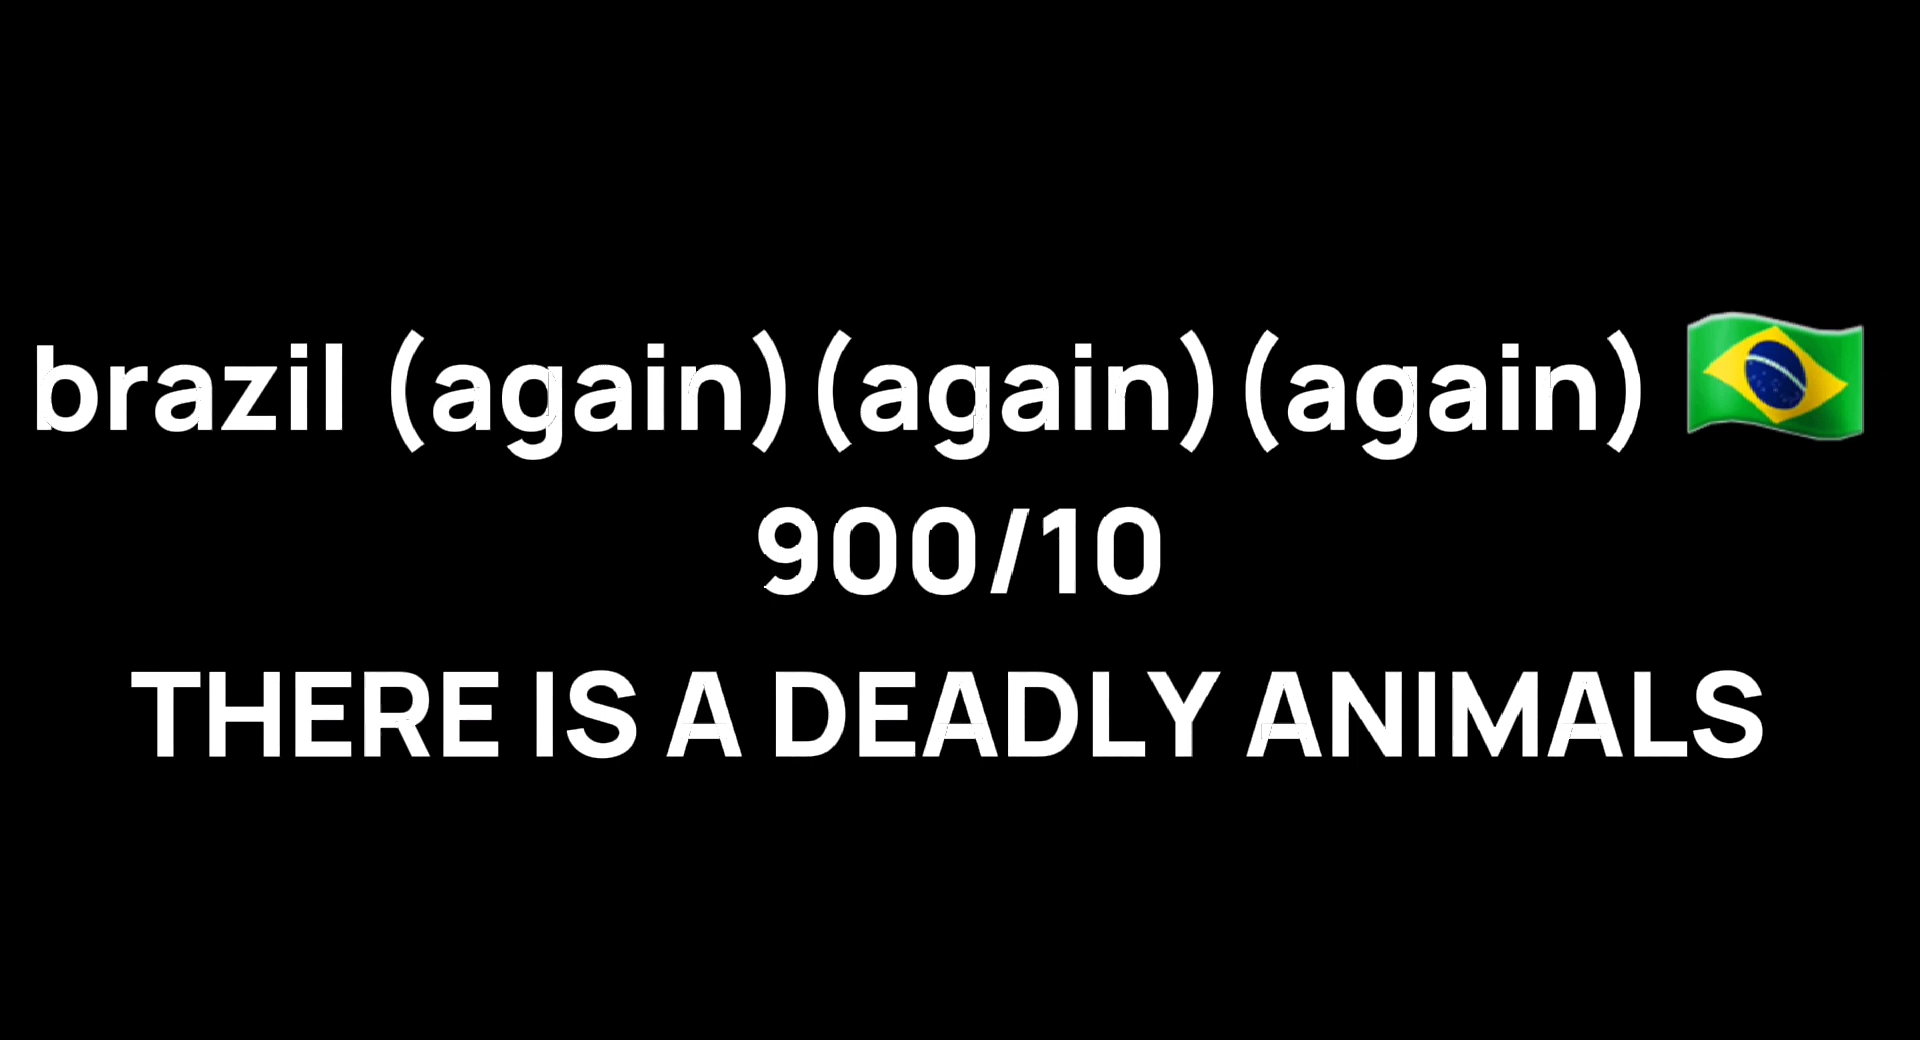 brazil (again)(again)(again) 🇧🇷
900/10
THERE IS A DEADLY ANIMALS